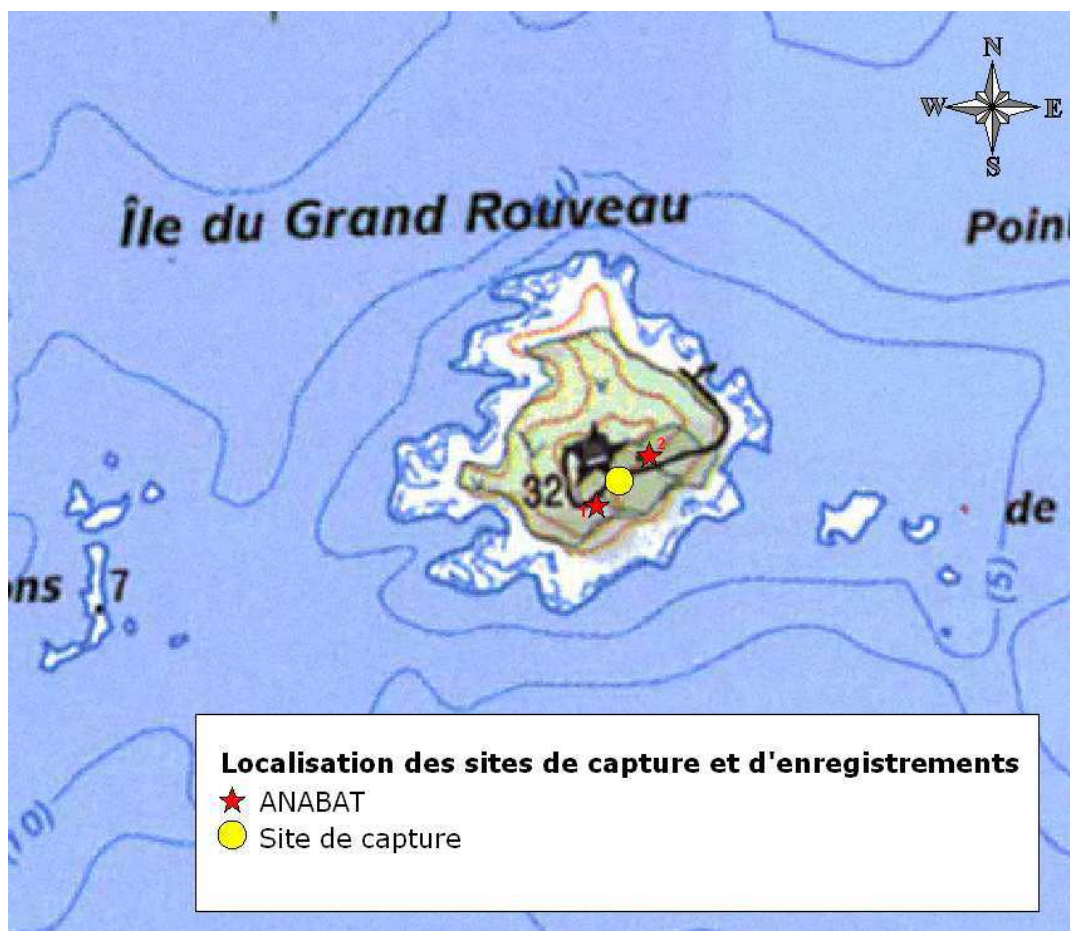 N
W E
S
Île du Grand Rouveau
Point
2
32
1
de
ons 7
(5)
Localisation des sites de capture et d'enregistrements
ANABAT
Site de capture
10)